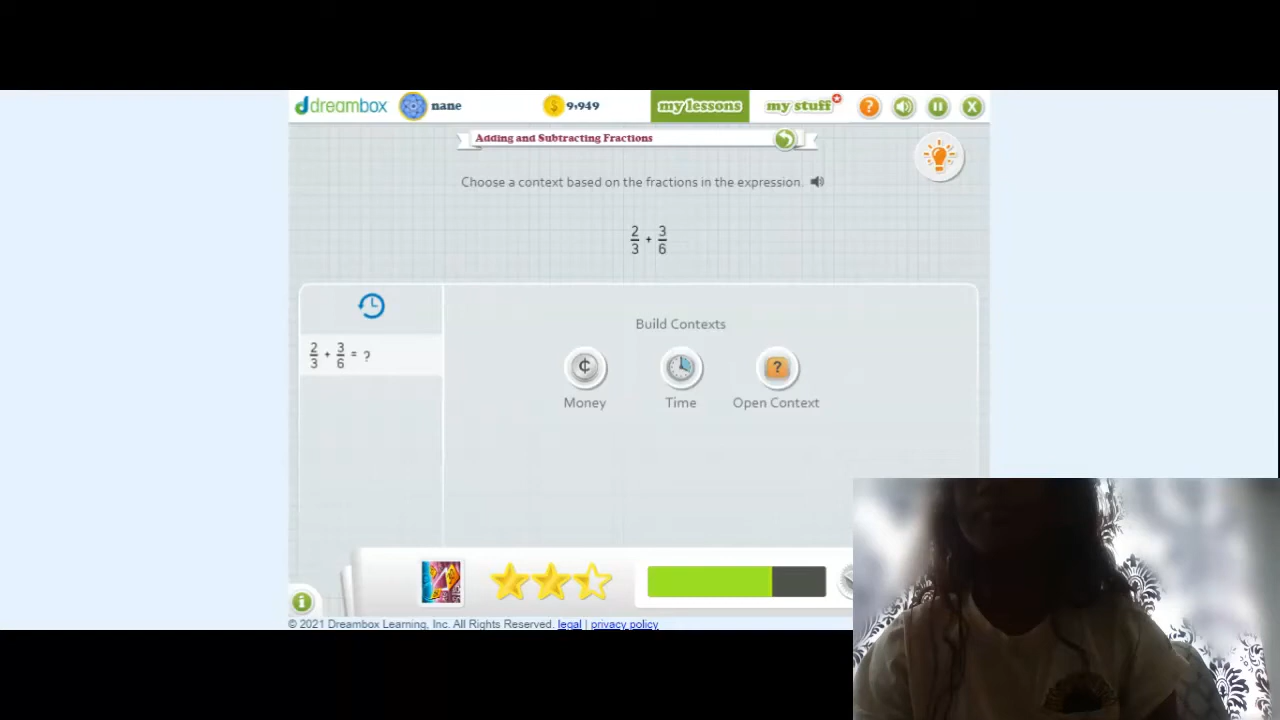 dreambox nane 9,949 my lessons my stuff ?
Adding and Subtracting Fractions
Choose a context based on the fractions in the expression.
2/3 + 3/6
2/3 + 3/6 = ?
Build Contexts
¢ ?
Money Time Open Context
i
© 2021 Dreambox Learning, Inc. All Rights Reserved. legal | privacy policy